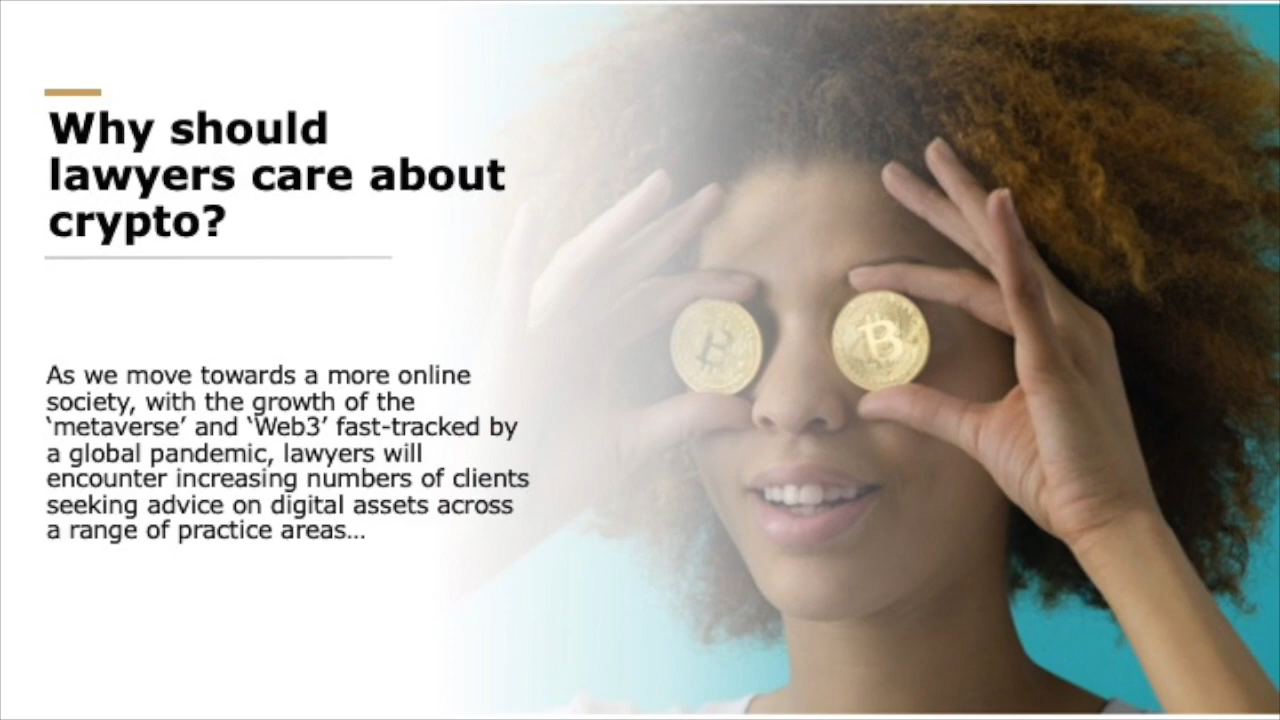 Why should
lawyers care about
crypto?
As we move towards a more online
society, with the growth of the
‘metaverse’ and ‘Web3’ fast-tracked by
a global pandemic, lawyers will
encounter increasing numbers of clients
seeking advice on digital assets across
a range of practice areas…